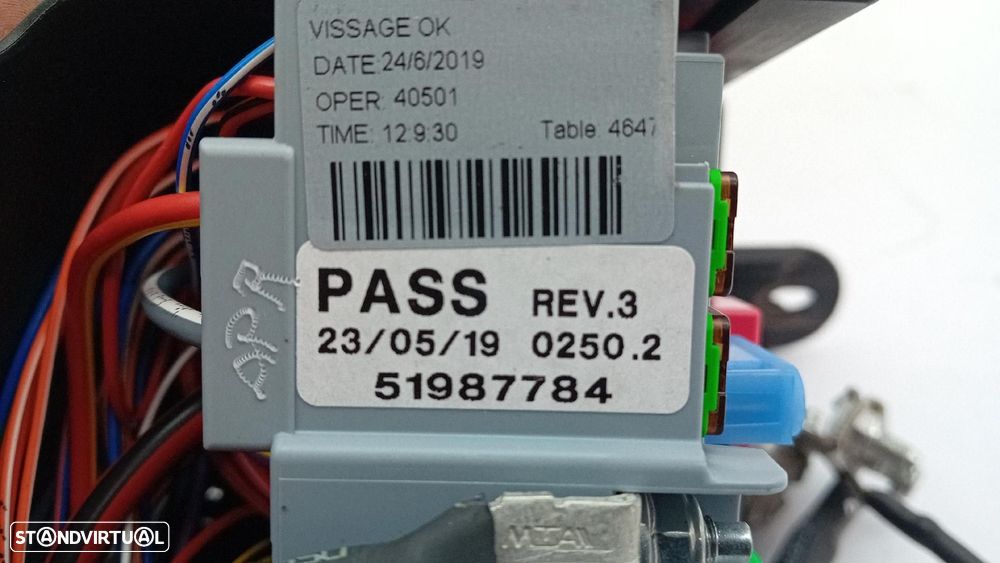 VISSAGE OK
DATE:24/6/2019
OPER: 40501
TIME: 12:9:30 Table: 4647
PASS REV.3
23/05/19 0250.2
51987784
STANDVIRTUAL